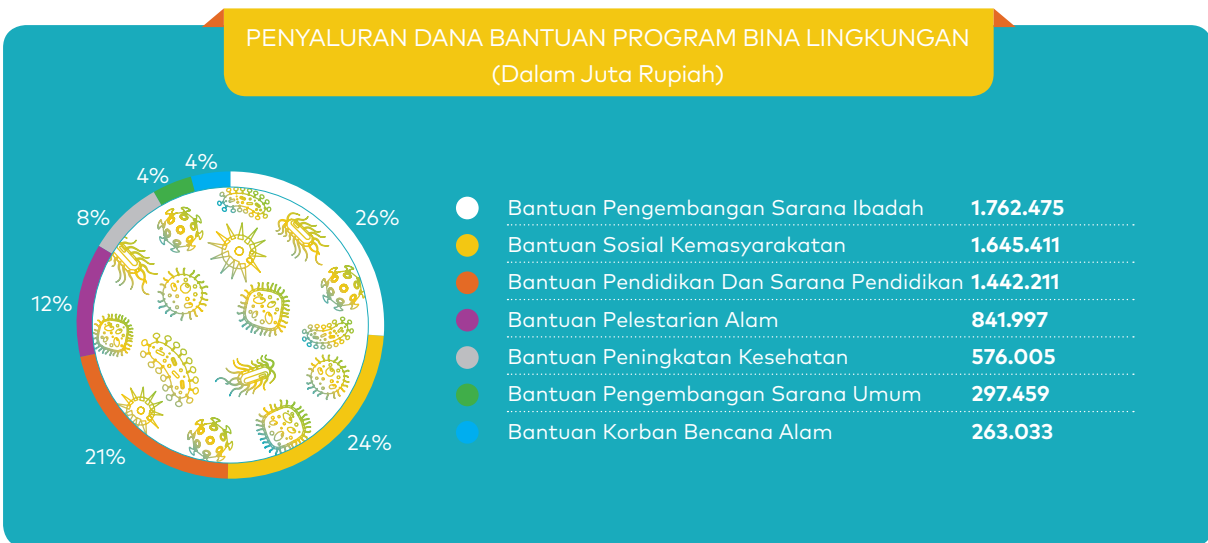 PENYALURAN DANA BANTUAN PROGRAM BINA LINGKUNGAN
(Dalam Juta Rupiah)
4%
4%
8%
26%
12%
21%
24%
Bantuan Pengembangan Sarana Ibadah 1.762.475
Bantuan Sosial Kemasyarakatan 1.645.411
Bantuan Pendidikan Dan Sarana Pendidikan 1.442.211
Bantuan Pelestarian Alam 841.997
Bantuan Peningkatan Kesehatan 576.005
Bantuan Pengembangan Sarana Umum 297.459
Bantuan Korban Bencana Alam 263.033